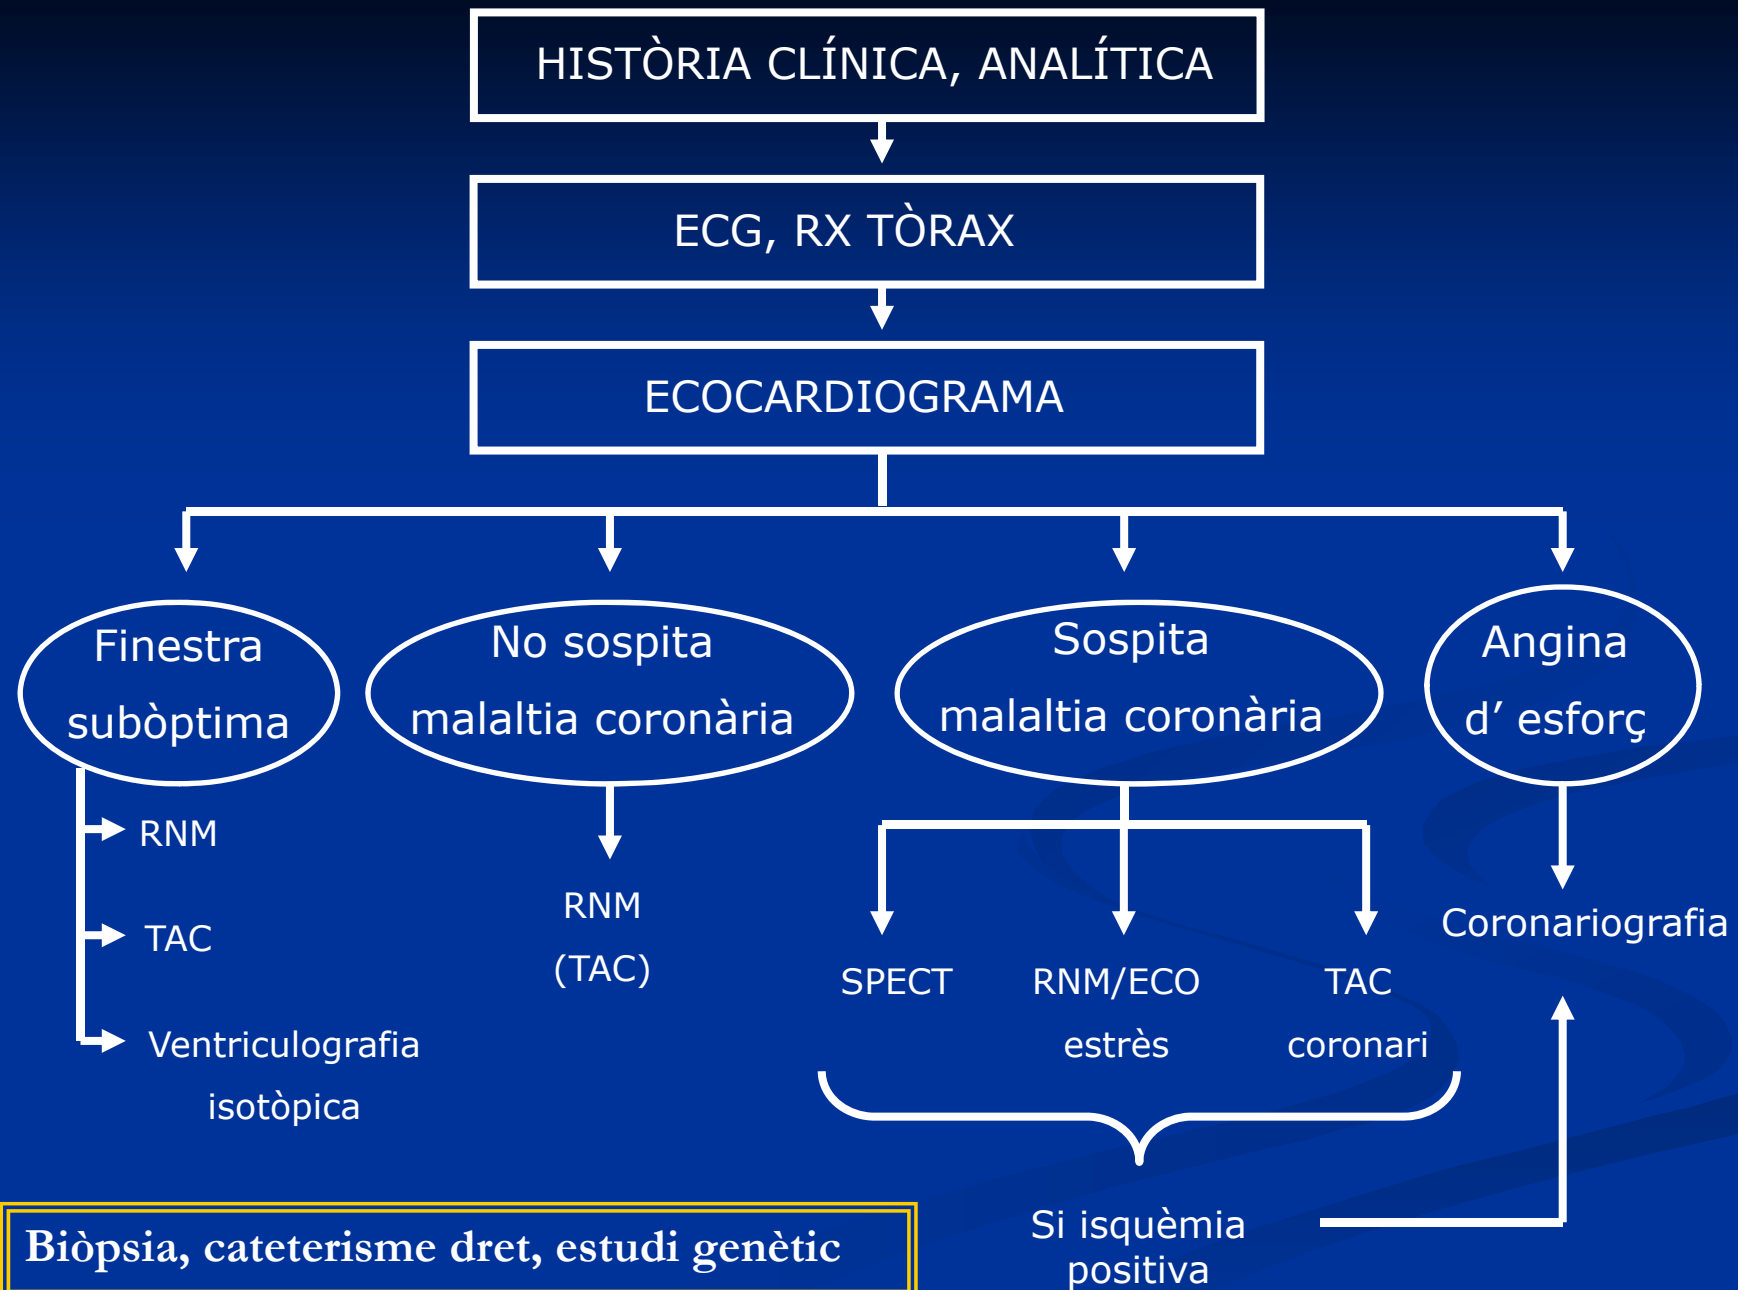 HISTÒRIA CLÍNICA, ANALÍTICA
ECG, RX TÒRAX
ECOCARDIOGRAMA
Finestra
subòptima
No sospita
malaltia coronària
Sospita
malaltia coronària
Angina
d’ esforç
RNM
TAC
Ventriculografia
isotòpica
RNM
(TAC)
SPECT
RNM/ECO
estrès
TAC
coronari
Coronariografia
Si isquèmia
positiva
Biòpsia, cateterisme dret, estudi genètic